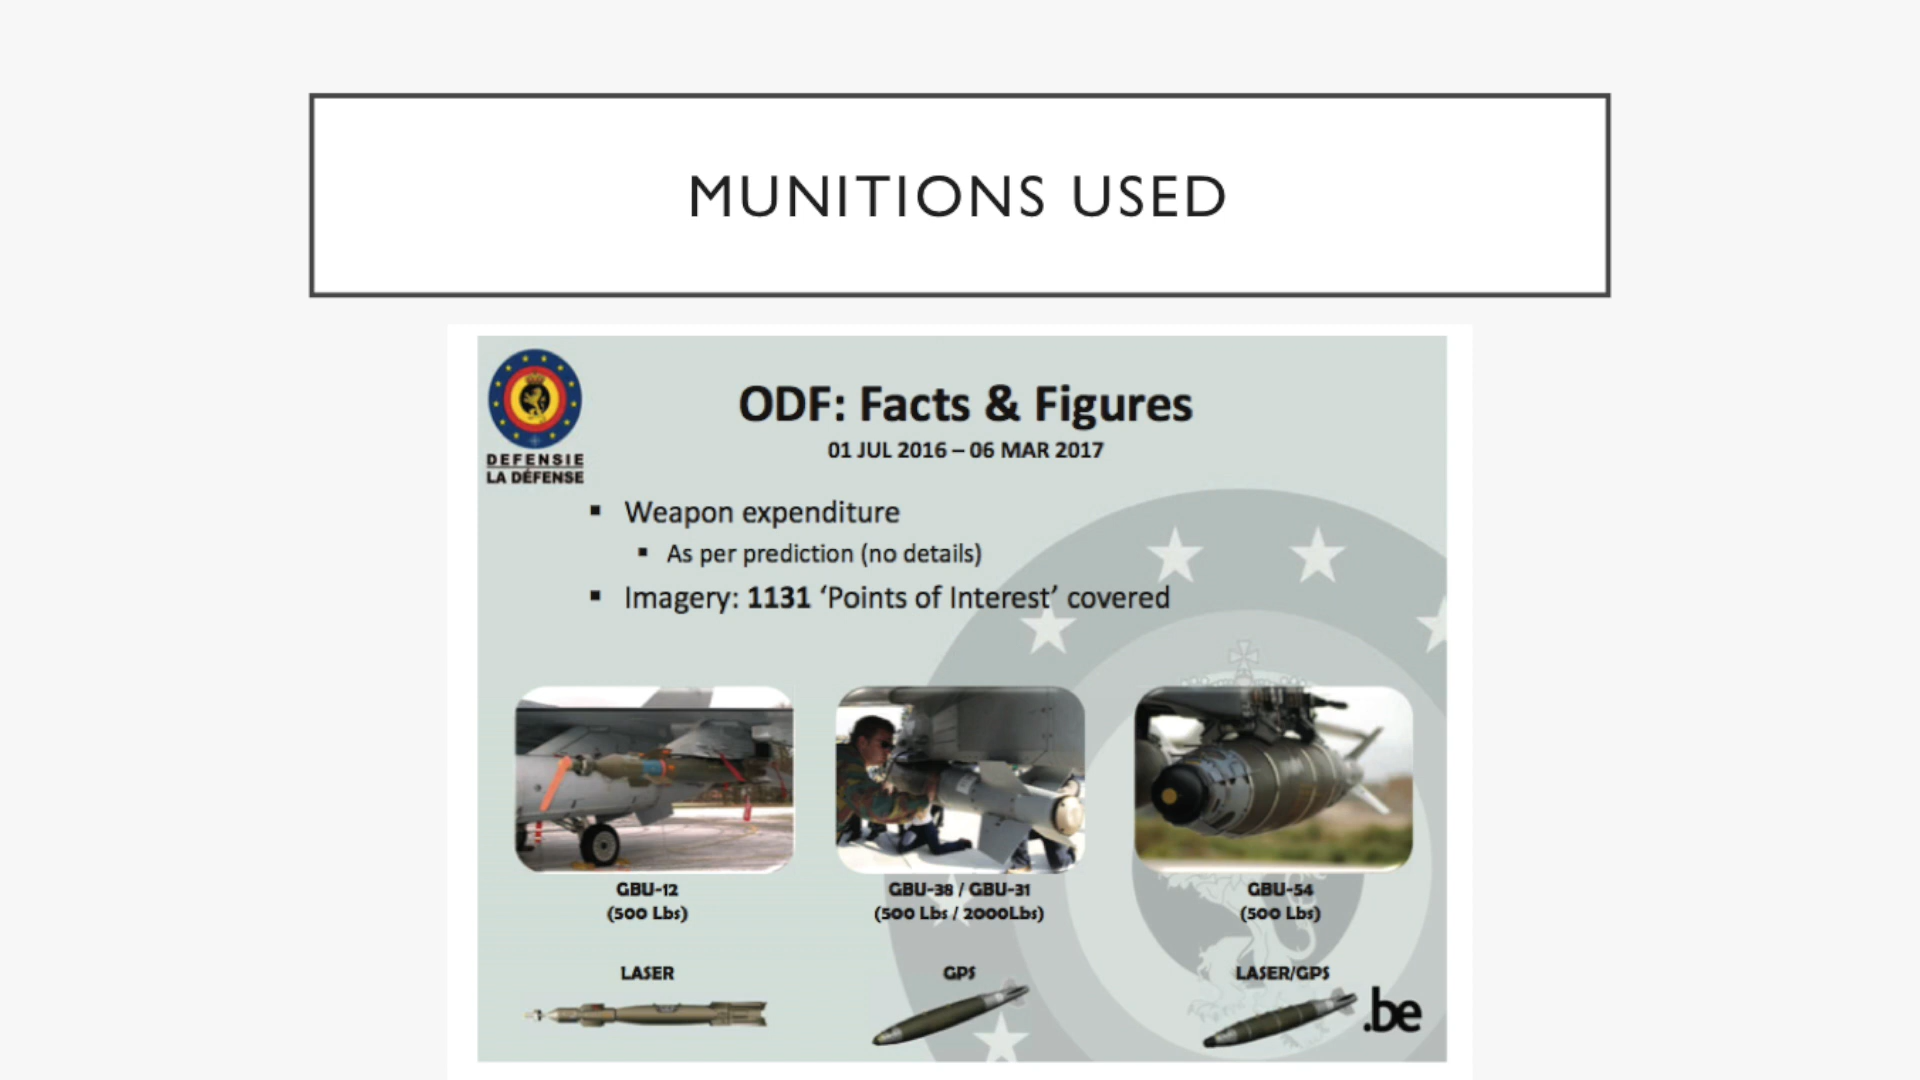 MUNITIONS USED
DEFENSIE
LA DÉFENSE
ODF: Facts & Figures
01 JUL 2016 – 06 MAR 2017
▪ Weapon expenditure
▪ As per prediction (no details)
▪ Imagery: 1131 ‘Points of Interest’ covered
GBU-12
(500 Lbs)
GBU-38 / GBU-31
(500 Lbs / 2000Lbs)
GBU-54
(500 Lbs)
LASER
GPS
LASER/GPS
.be